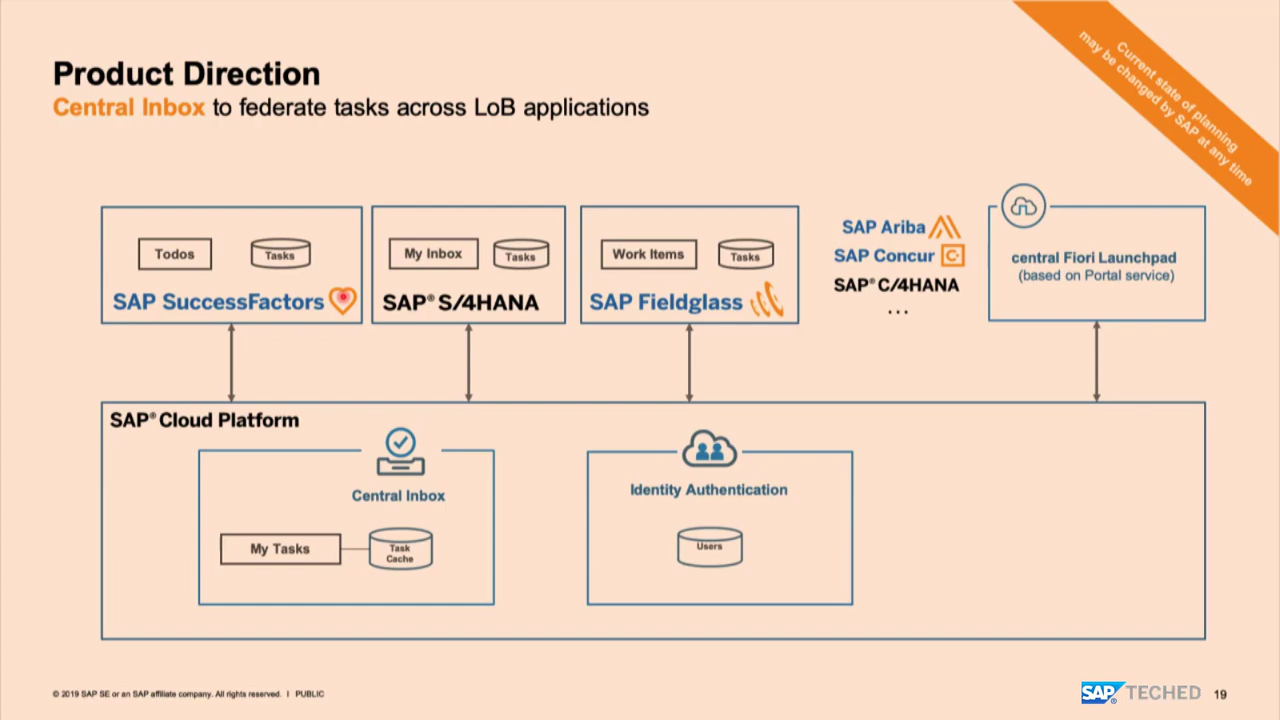 Product Direction
Central Inbox to federate tasks across LoB applications
Current state of planning
may be changed by SAP at any time
Todos
Tasks
SAP SuccessFactors
My Inbox
Tasks
SAP® S/4HANA
Work Items
Tasks
SAP Fieldglass
SAP Ariba
SAP Concur
SAP® C/4HANA
...
central Fiori Launchpad
(based on Portal service)
SAP® Cloud Platform
Central Inbox
My Tasks
Task
Cache
Identity Authentication
Users
© 2019 SAP SE or an SAP affiliate company. All rights reserved. I PUBLIC
SAP® TECHED 19